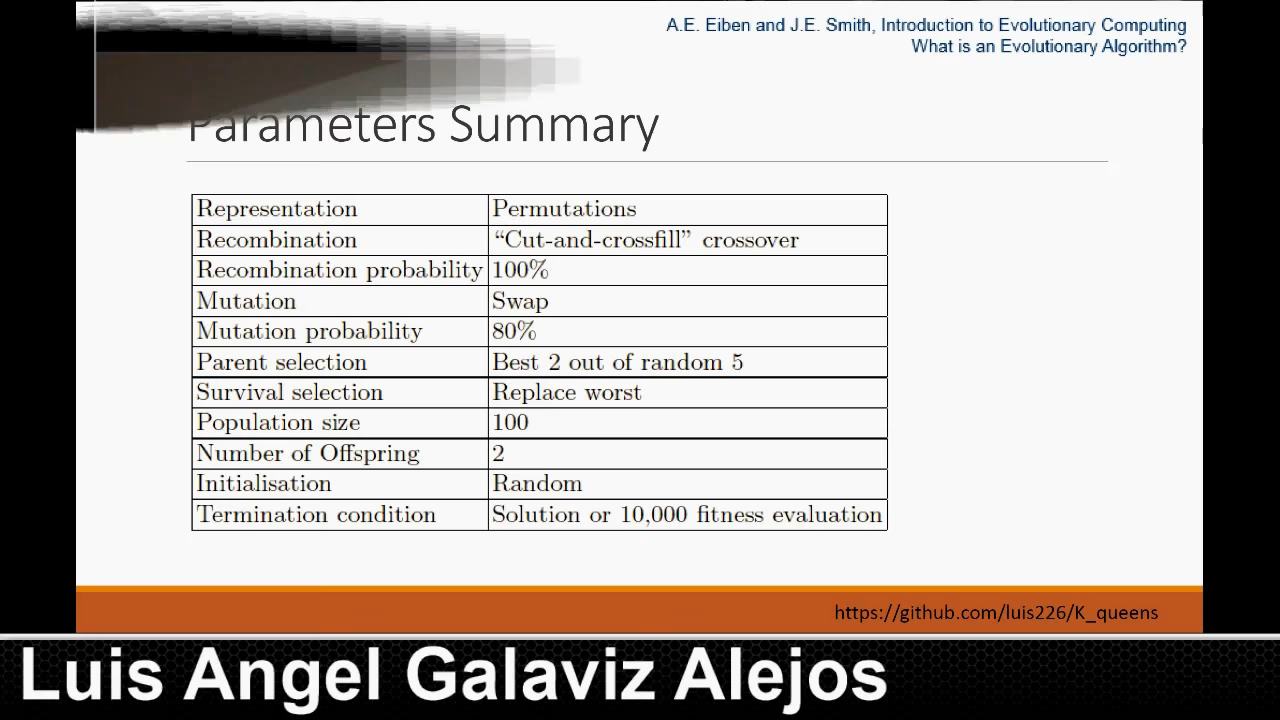 A.E. Eiben and J.E. Smith, Introduction to Evolutionary Computing
What is an Evolutionary Algorithm?
Parameters Summary
Representation Permutations
Recombination “Cut-and-crossfill” crossover
Recombination probability 100%
Mutation Swap
Mutation probability 80%
Parent selection Best 2 out of random 5
Survival selection Replace worst
Population size 100
Number of Offspring 2
Initialisation Random
Termination condition Solution or 10,000 fitness evaluation
https://github.com/luis226/K_queens
Luis Angel Galaviz Alejos